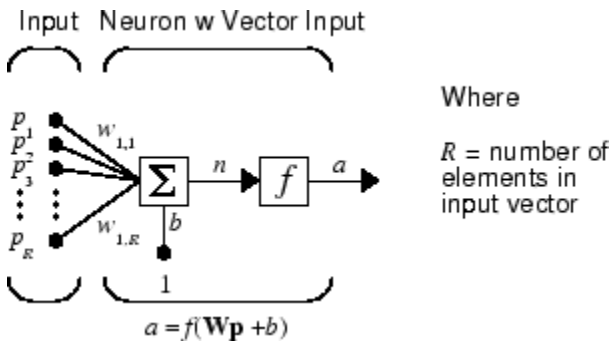 Input
Neuron w Vector Input
p1
p2
p3
pR
w1,1
w1,R
Σ
n
f
a
b
1
a = f(Wp +b)
Where
R = number of
elements in
input vector